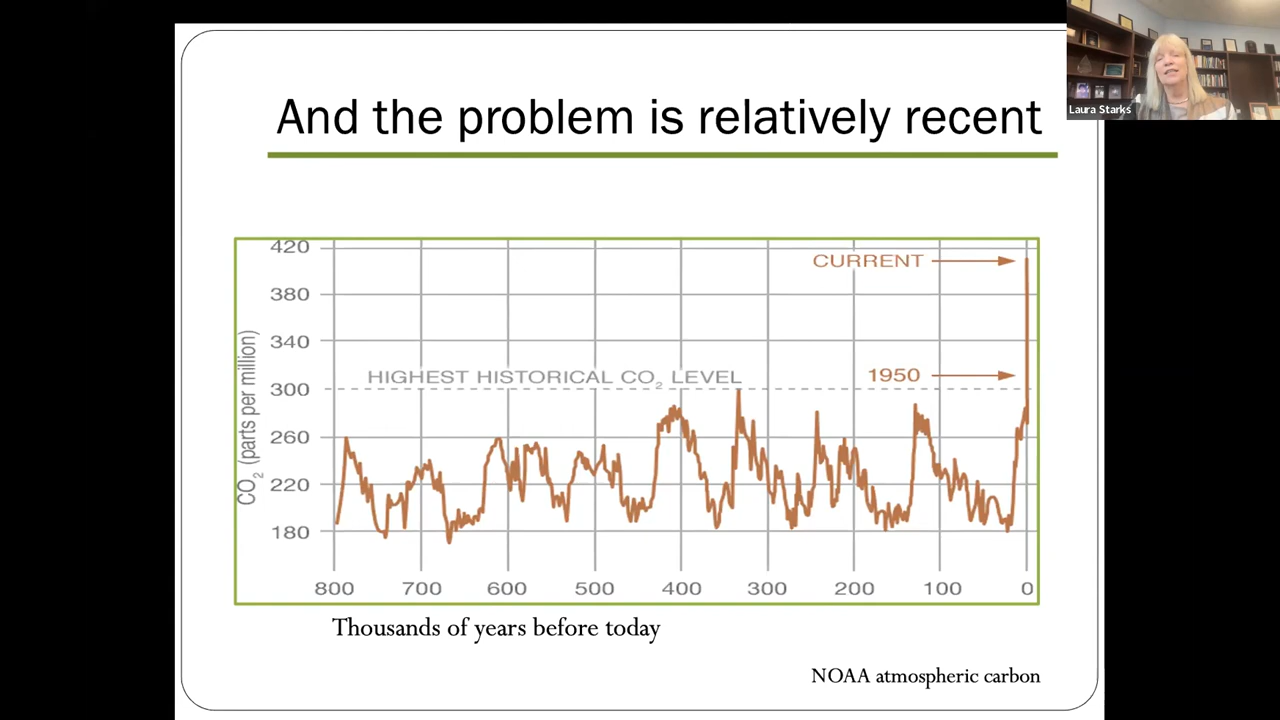 And the problem is relatively recent
Laura Starks
CO2 (parts per million)
420
380
340
300
260
220
180
CURRENT
HIGHEST HISTORICAL CO2 LEVEL
1950
800 700 600 500 400 300 200 100 0
Thousands of years before today
NOAA atmospheric carbon